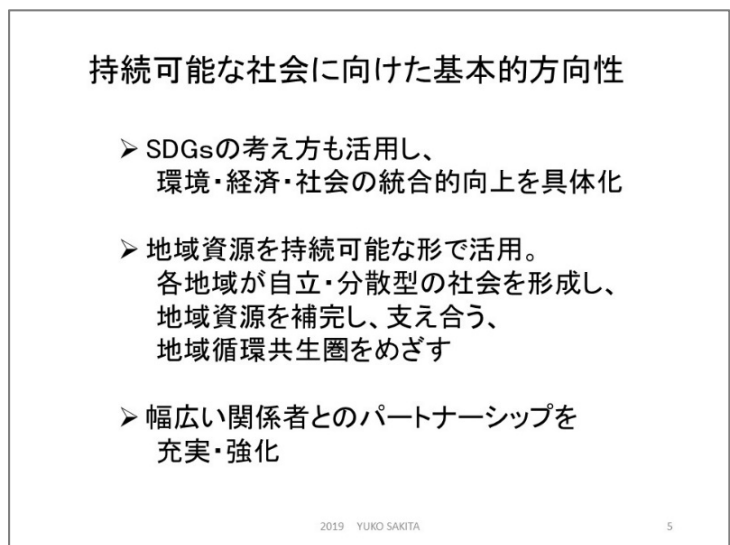 持続可能な社会に向けた基本的方向性
➢ SDGsの考え方も活用し、
環境・経済・社会の統合的向上を具体化
➢ 地域資源を持続可能な形で活用。
各地域が自立・分散型の社会を形成し、
地域資源を補完し、支え合う、
地域循環共生圏をめざす
➢ 幅広い関係者とのパートナーシップを
充実・強化
2019 YUKO SAKITA 5